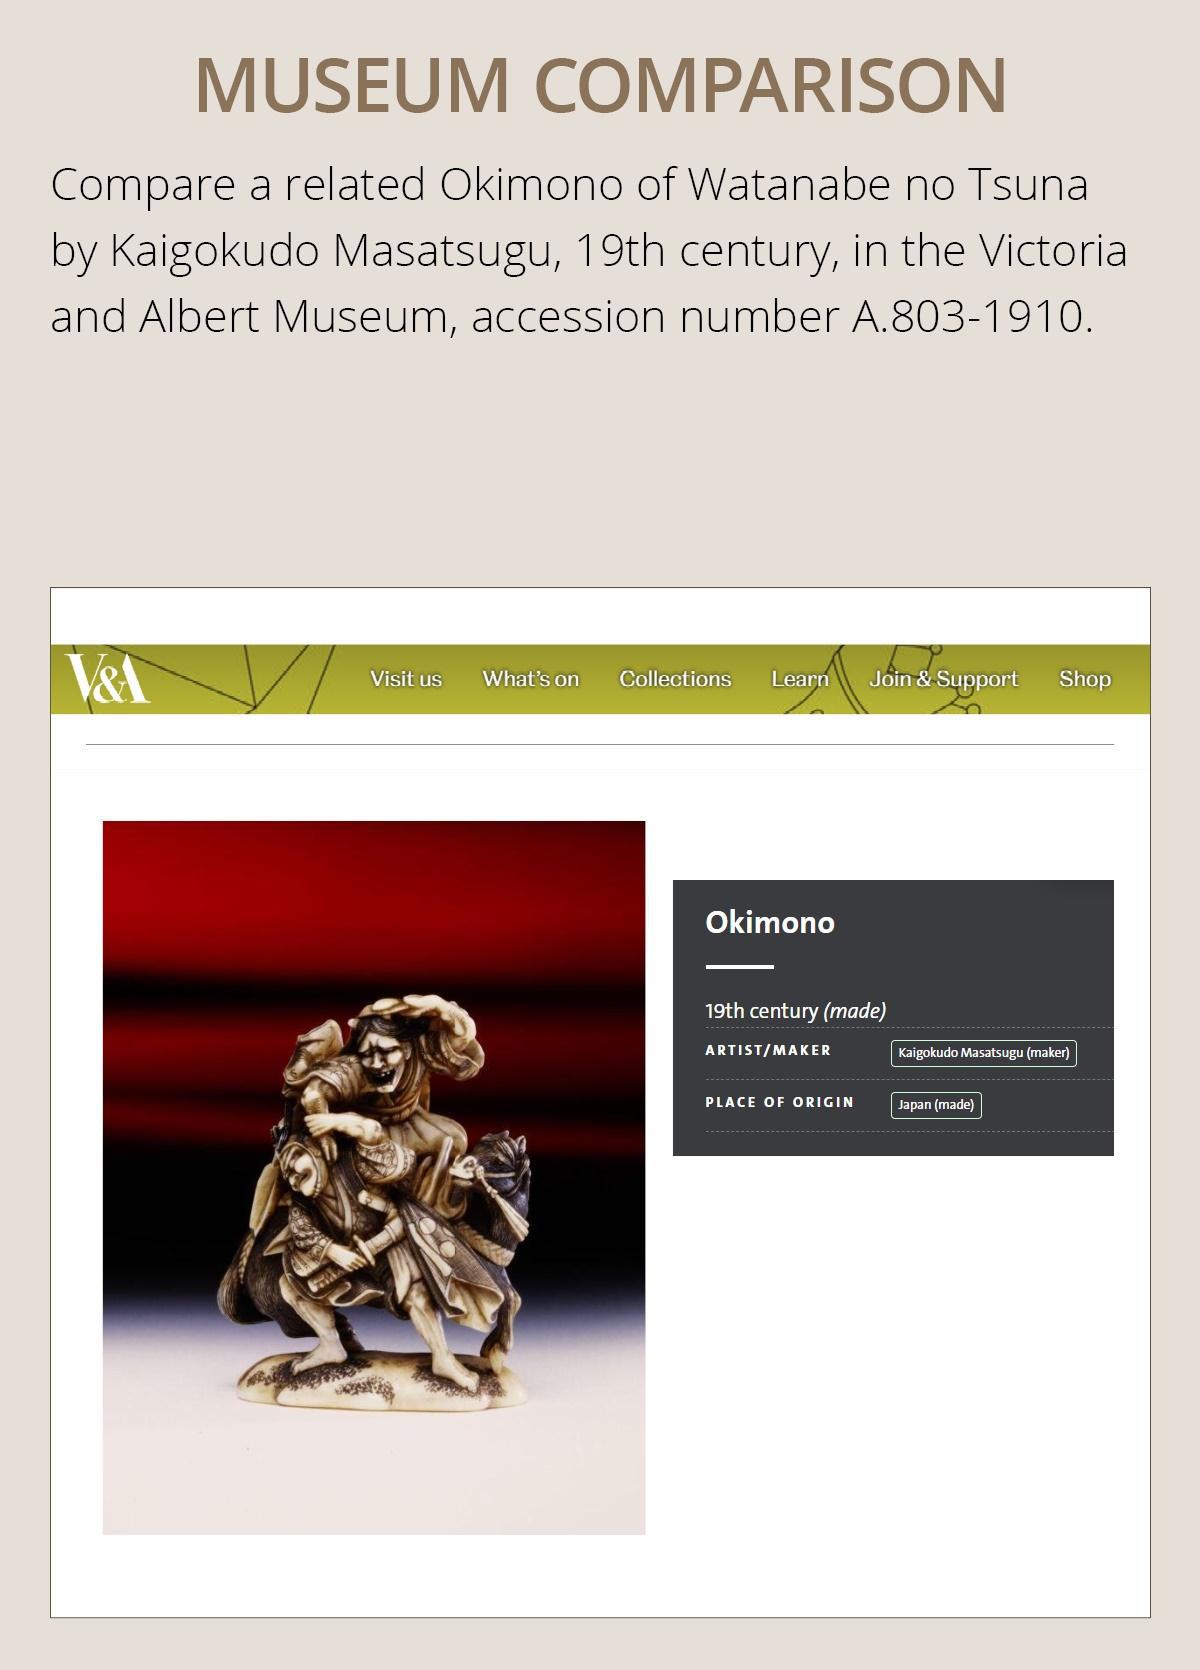 MUSEUM COMPARISON
Compare a related Okimono of Watanabe no Tsuna
by Kaigokudo Masatsugu, 19th century, in the Victoria
and Albert Museum, accession number A.803-1910.
V&A Visit us What's on Collections Learn Join & Support Shop
Okimono
19th century (made)
ARTIST/MAKER Kaigokudo Masatsugu (maker)
PLACE OF ORIGIN Japan (made)